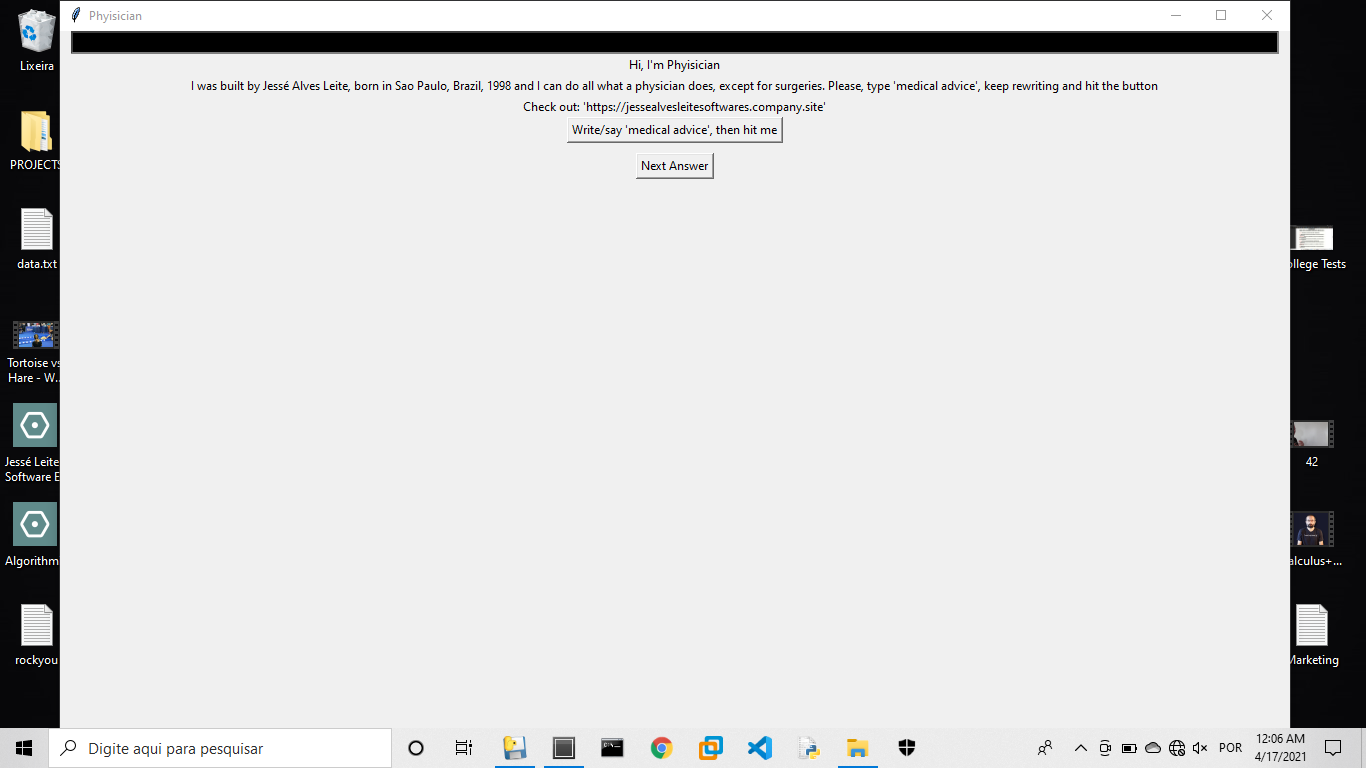 Phyisician
Hi, I'm Phyisician
I was built by Jessé Alves Leite, born in Sao Paulo, Brazil, 1998 and I can do all what a physician does, except for surgeries. Please, type 'medical advice', keep rewriting and hit the button
Check out: 'https://jessealvesleitesoftwares.company.site'
Write/say 'medical advice', then hit me
Next Answer
Lixeira
PROJECTS
data.txt
Tortoise vs
Hare - W...
Jessé Leite
Software E
Algorithm
rockyou
ollege Tests
42
alculus+...
Marketing
Digite aqui para pesquisar
POR
12:06 AM
4/17/2021